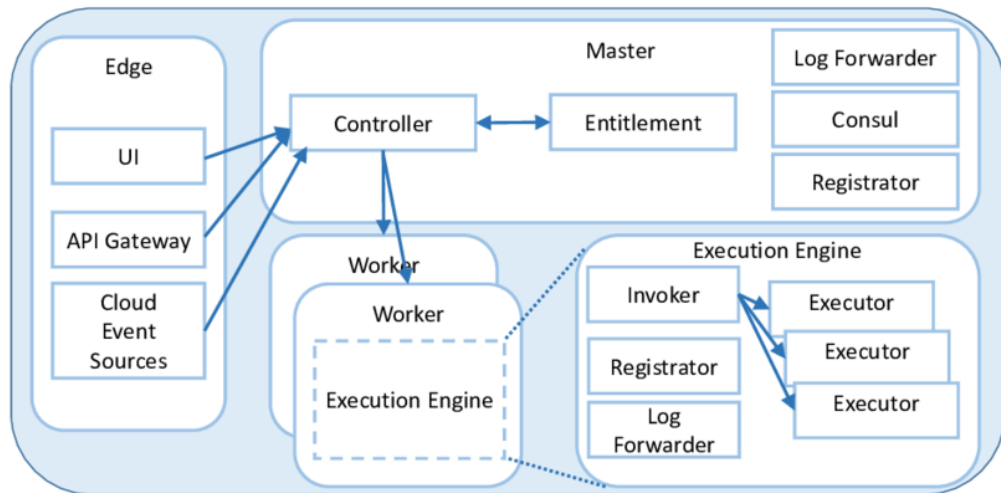 Edge
UI
API Gateway
Cloud
Event
Sources
Master
Controller
Entitlement
Log Forwarder
Consul
Registrator
Worker
Worker
Execution Engine
Execution Engine
Invoker
Registrator
Log
Forwarder
Executor
Executor
Executor